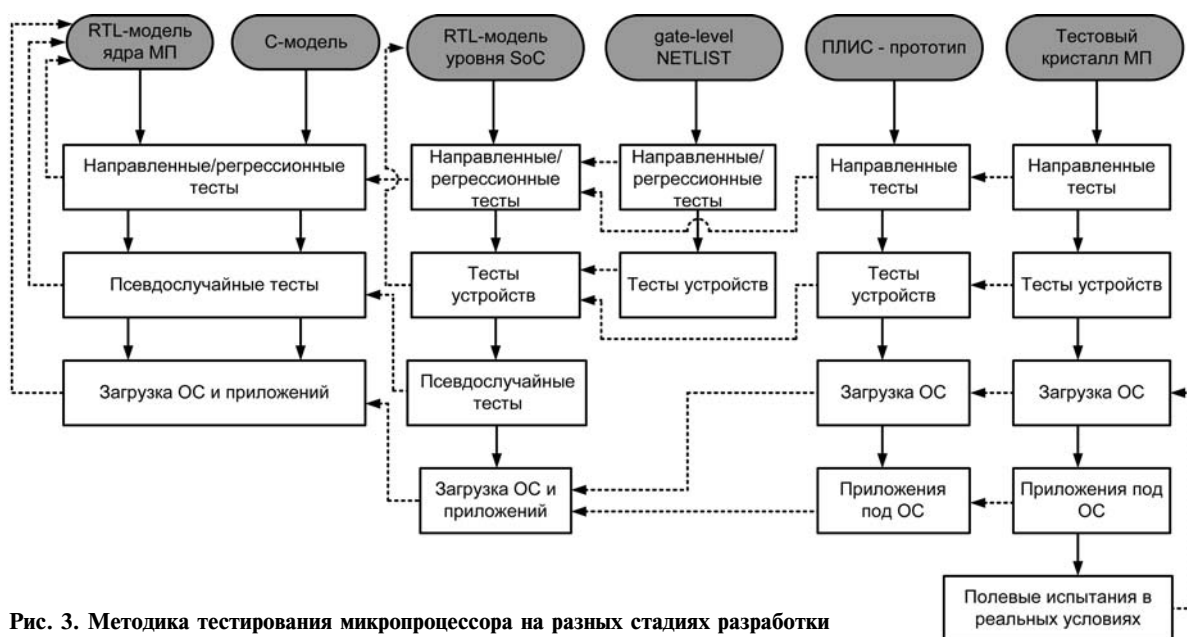 RTL-модель
ядра МП
С-модель
RTL-модель
уровня SoC
gate-level
NETLIST
ПЛИС - прототип
Тестовый
кристалл МП
Направленные/регрессионные
тесты
Направленные/
регрессионные
тесты
Направленные/
регрессионные
тесты
Направленные
тесты
Направленные
тесты
Псевдослучайные тесты
Тесты
устройств
Тесты устройств
Тесты
устройств
Тесты устройств
Загрузка ОС и приложений
Псевдослучайные
тесты
Загрузка ОС
Загрузка ОС
Загрузка ОС и
приложений
Приложения
под ОС
Приложения под
ОС
Полевые испытания в
реальных условиях
Рис. 3. Методика тестирования микропроцессора на разных стадиях разработки